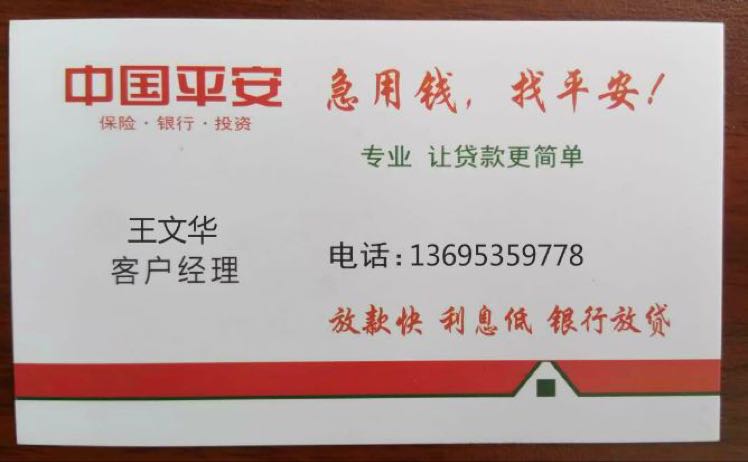 中国平安
保险·银行·投资
急用钱，找平安！
专业 让贷款更简单
王文华
客户经理
电话：13695359778
放款快 利息低 银行放贷